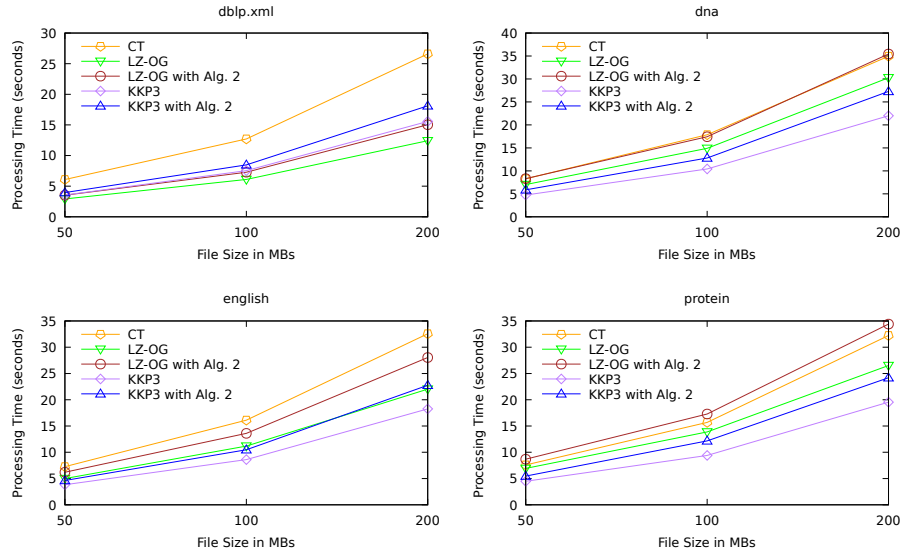 dblp.xml
Processing Time (seconds)
30
25
20
15
10
5
0
CT
LZ-OG
LZ-OG with Alg. 2
KKP3
KKP3 with Alg. 2
50
100
200
File Size in MBs
dna
Processing Time (seconds)
40
35
30
25
20
15
10
5
0
CT
LZ-OG
LZ-OG with Alg. 2
KKP3
KKP3 with Alg. 2
50
100
200
File Size in MBs
english
Processing Time (seconds)
35
30
25
20
15
10
5
0
CT
LZ-OG
LZ-OG with Alg. 2
KKP3
KKP3 with Alg. 2
50
100
200
File Size in MBs
protein
Processing Time (seconds)
35
30
25
20
15
10
5
0
CT
LZ-OG
LZ-OG with Alg. 2
KKP3
KKP3 with Alg. 2
50
100
200
File Size in MBs